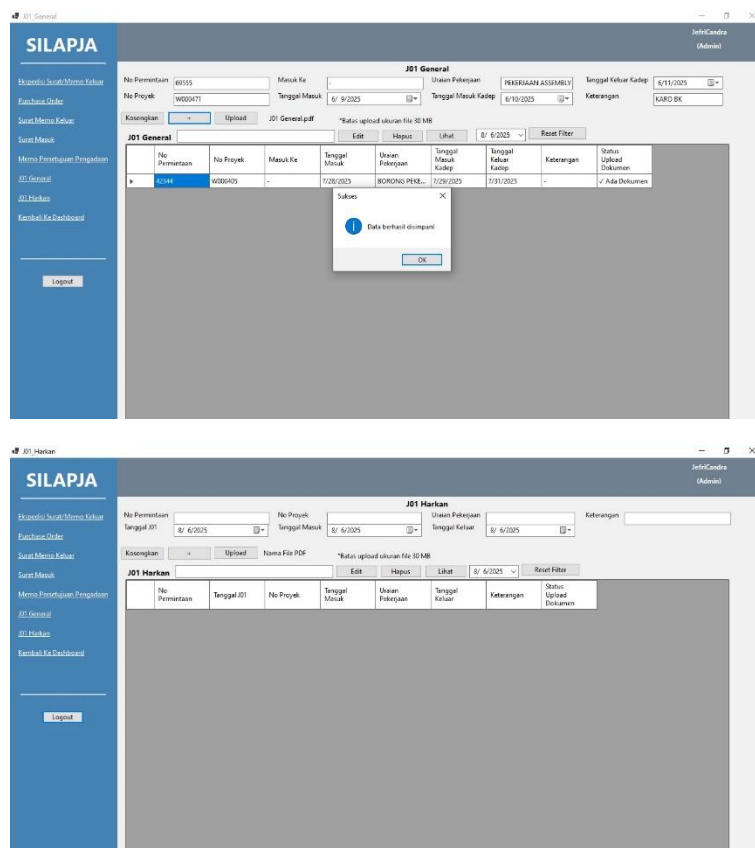 J01_General
SILAPJA
JefriCandra
(Admin)
Ekspedisi Surat/Memo Keluar
Purchase Order
Surat Memo Keluar
Surat Masuk
Memo Persetujuan Pengadaan
J01 General
J01 Harkan
Kembali Ke Dashboard
Logout
J01 General
No Permintaan 69555 Masuk Ke - Uraian Pekerjaan PEKERJAAN ASSEMBLY Tanggal Keluar Kadep 6/11/2025
No Proyek W000471 Tanggal Masuk 6/ 9/2025 Tanggal Masuk Kadep 6/10/2025 Keterangan KARO BK
Kosongkan + Upload J01 General.pdf *Batas upload ukuran file 30 MB
J01 General Edit Hapus Lihat 8/ 6/2025 Reset Filter
No Permintaan No Proyek Masuk Ke Tanggal Masuk Uraian Pekerjaan Tanggal Masuk Kadep Tanggal Keluar Kadep Keterangan Status Upload Dokumen
42344 W000405 - 7/28/2025 BORONG PEKE... 7/29/2025 7/31/2025 - ✓ Ada Dokumen
Sukses
Data berhasil disimpan!
OK
J01_Harkan
SILAPJA
JefriCandra
(Admin)
Ekspedisi Surat/Memo Keluar
Purchase Order
Surat Memo Keluar
Surat Masuk
Memo Persetujuan Pengadaan
J01 General
J01 Harkan
Kembali Ke Dashboard
Logout
J01 Harkan
No Permintaan No Proyek Uraian Pekerjaan Keterangan
Tanggal J01 8/ 6/2025 Tanggal Masuk 8/ 6/2025 Tanggal Keluar 8/ 6/2025
Kosongkan + Upload Nama File PDF *Batas upload ukuran file 30 MB
J01 Harkan Edit Hapus Lihat 8/ 6/2025 Reset Filter
No Permintaan Tanggal J01 No Proyek Tanggal Masuk Uraian Pekerjaan Tanggal Keluar Keterangan Status Upload Dokumen